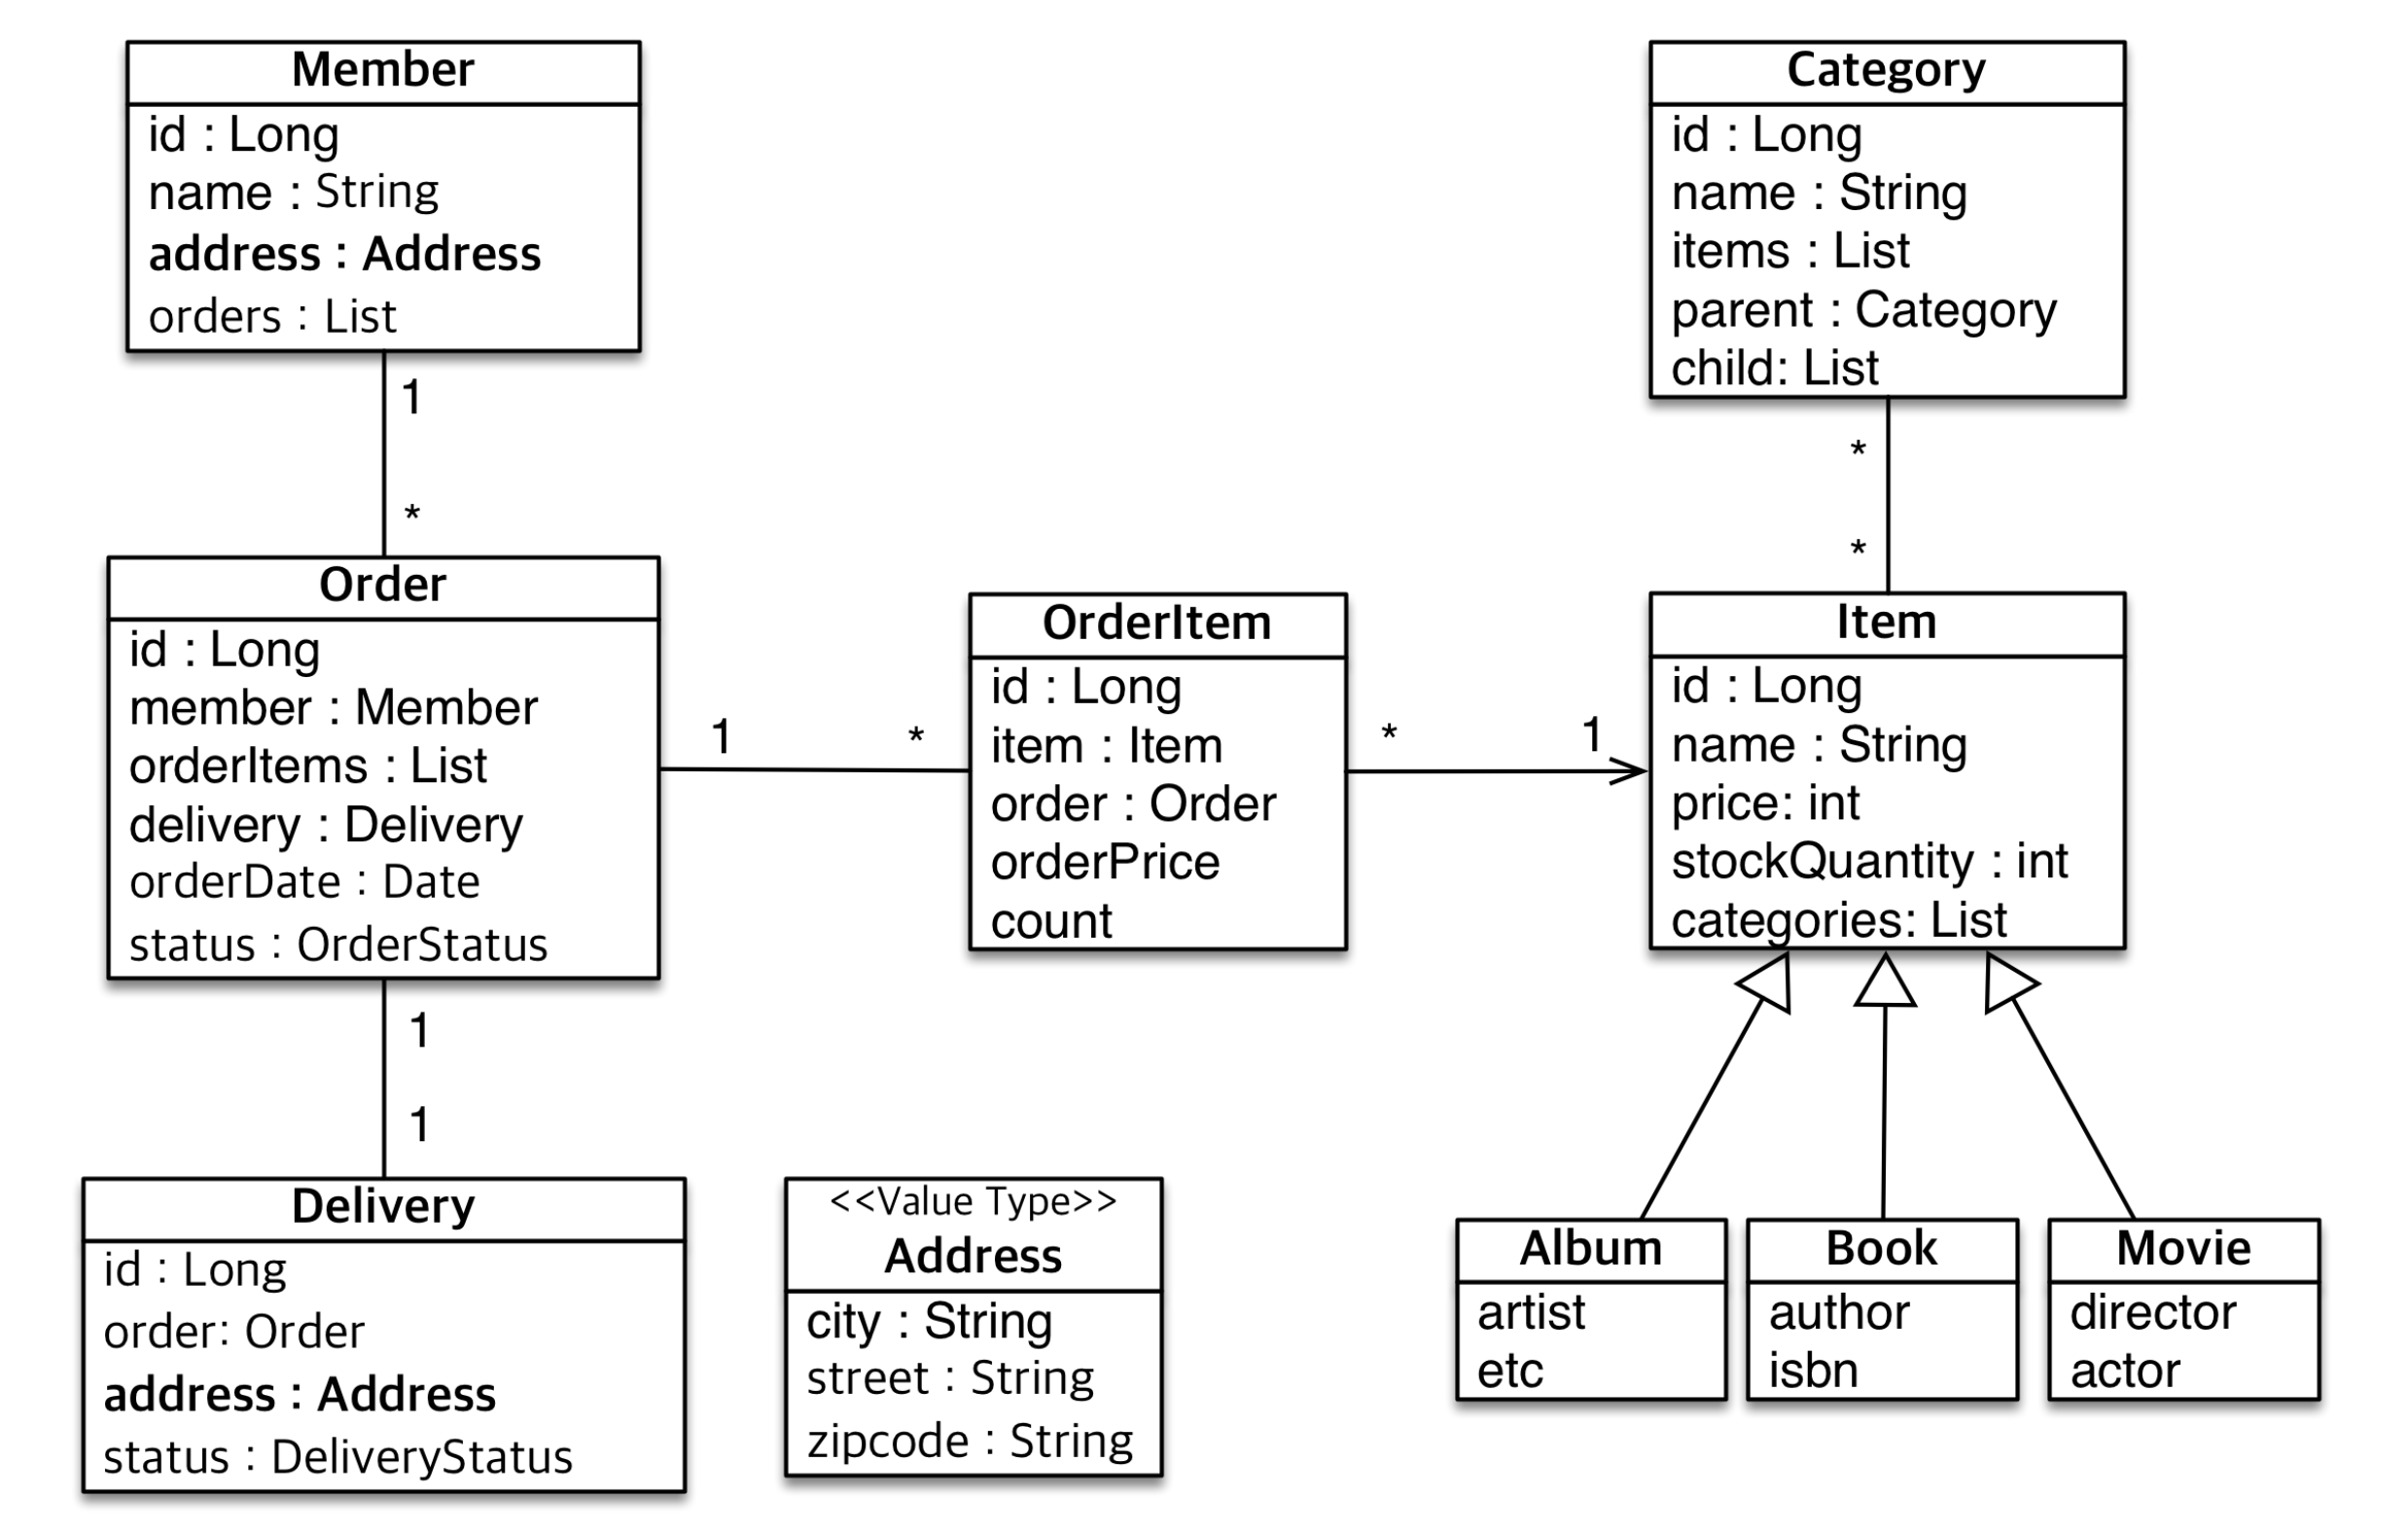 Member
id : Long
name : String
address : Address
orders : List
1
*
Order
id : Long
member : Member
orderItems : List
delivery : Delivery
orderDate : Date
status : OrderStatus
1
*
1
1
Delivery
id : Long
order: Order
address : Address
status : DeliveryStatus
OrderItem
id : Long
item : Item
order : Order
orderPrice
count
*
1
<<Value Type>>
Address
city : String
street : String
zipcode : String
Category
id : Long
name : String
items : List
parent : Category
child: List
*
*
Item
id : Long
name : String
price: int
stockQuantity : int
categories: List
Album
artist
etc
Book
author
isbn
Movie
director
actor